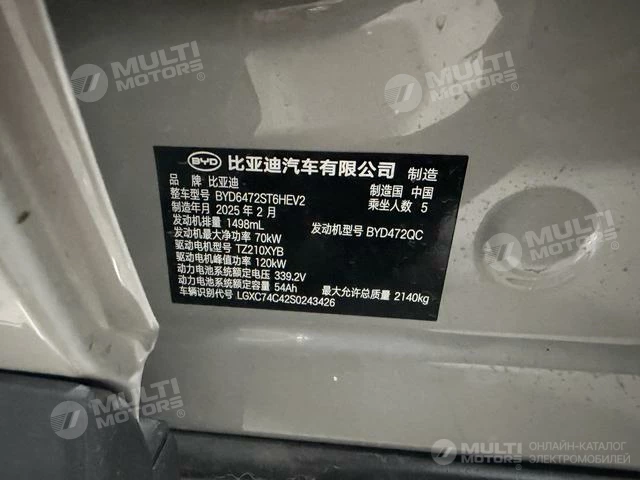 BYD 比亚迪汽车有限公司 制造
品牌 比亚迪 制造国 中国
整车型号 BYD6472ST6HEV2 乘坐人数 5
制造年月 2025 年 2 月
发动机排量 1498mL 发动机型号 BYD472QC
发动机最大净功率 70kW
驱动电机型号 TZ210XYB
驱动电机峰值功率 120kW
动力电池系统额定电压 339.2V
动力电池系统额定容量 54Ah 最大允许总质量 2140kg
车辆识别代号 LGXC74C42S0243426
MULTI MOTORS
MULTI MOTORS
MULTI MOTORS
MULTI MOTORS
MULTI MOTORS
ОНЛАЙН-КАТАЛОГ
ЭЛЕКТРОМОБИЛЕЙ